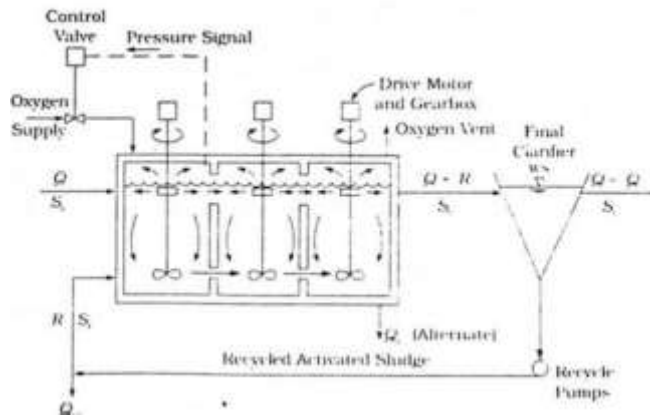 Control
Valve
Pressure Signal
Oxygen
Supply
Drive Motor
and Gearbox
Oxygen Vent
Final
Clarifier
Q
S
Q + R
S
Q - Q
S
R S
(Alternate)
Recycled Activated Sludge
Recycle
Pumps
Q